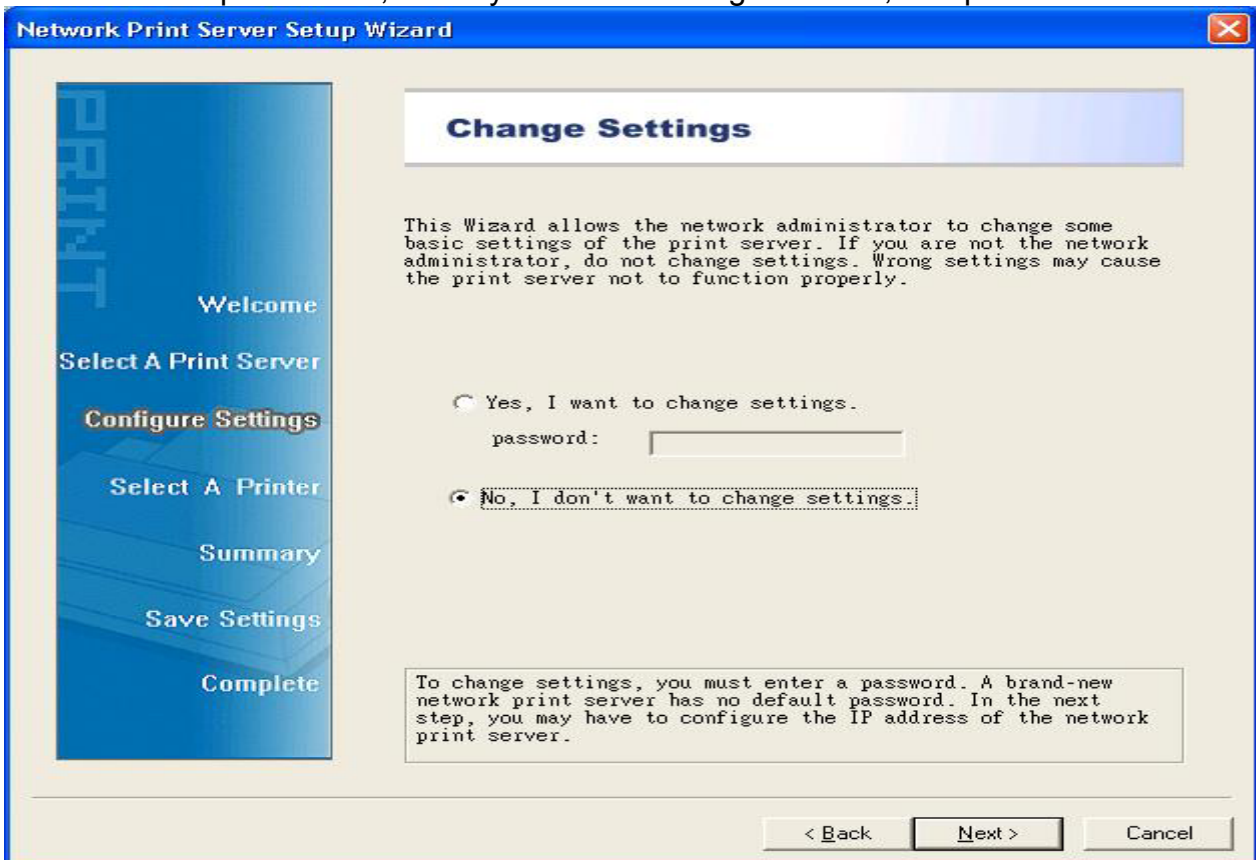 Network Print Server Setup Wizard
PRINT
Change Settings
This Wizard allows the network administrator to change some
basic settings of the print server. If you are not the network
administrator, do not change settings. Wrong settings may cause
the print server not to function properly.
Welcome
Select A Print Server
Configure Settings
Select A Printer
Summary
Save Settings
Complete
Yes, I want to change settings.
password:
No, I don't want to change settings.
To change settings, you must enter a password. A brand-new
network print server has no default password. In the next
step, you may have to configure the IP address of the network
print server.
< Back
Next >
Cancel